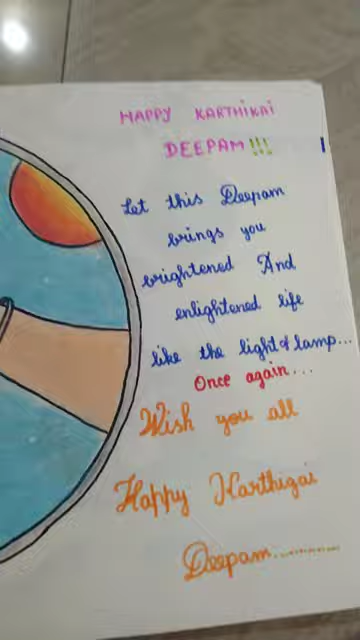 HAPPY KARTHIKAI
DEEPAM!!!
Let this Deepam
brings you
brightened And
enlightened life
like the light of lamp...
Once again...
Wish you all
Happy Karthigai
Deepam............